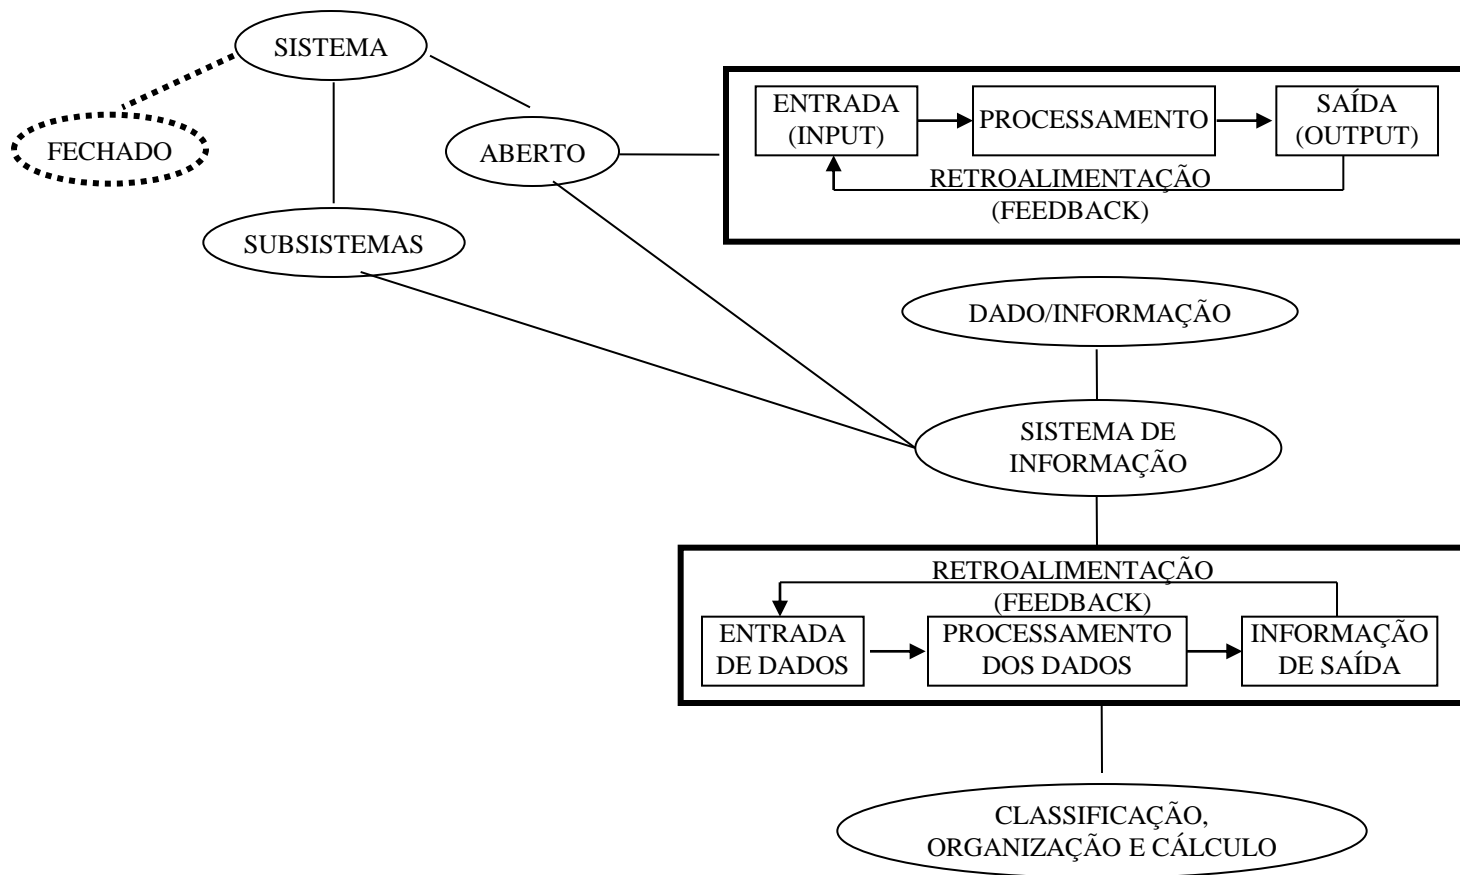 SISTEMA
FECHADO
ABERTO
SUBSISTEMAS
ENTRADA
(INPUT)
PROCESSAMENTO
SAÍDA
(OUTPUT)
RETROALIMENTAÇÃO
(FEEDBACK)
DADO/INFORMAÇÃO
SISTEMA DE
INFORMAÇÃO
RETROALIMENTAÇÃO
(FEEDBACK)
ENTRADA
DE DADOS
PROCESSAMENTO
DOS DADOS
INFORMAÇÃO
DE SAÍDA
CLASSIFICAÇÃO,
ORGANIZAÇÃO E CÁLCULO